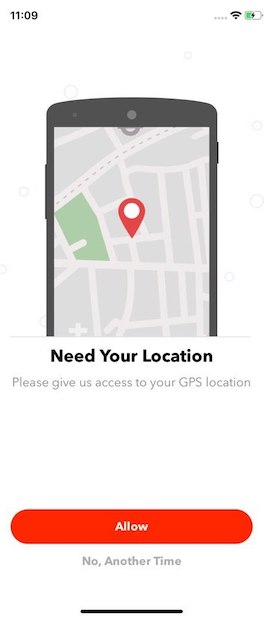 11:09
Need Your Location
Please give us access to your GPS location
Allow
No, Another Time